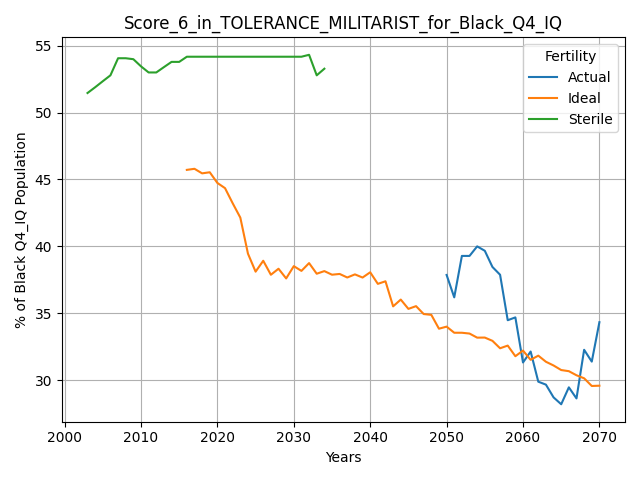 Score_6_in_TOLERANCE_MILITARIST_for_Black_Q4_IQ
% of Black Q4_IQ Population
55
50
45
40
35
30
Fertility
Actual
Ideal
Sterile
2000 2010 2020 2030 2040 2050 2060 2070
Years